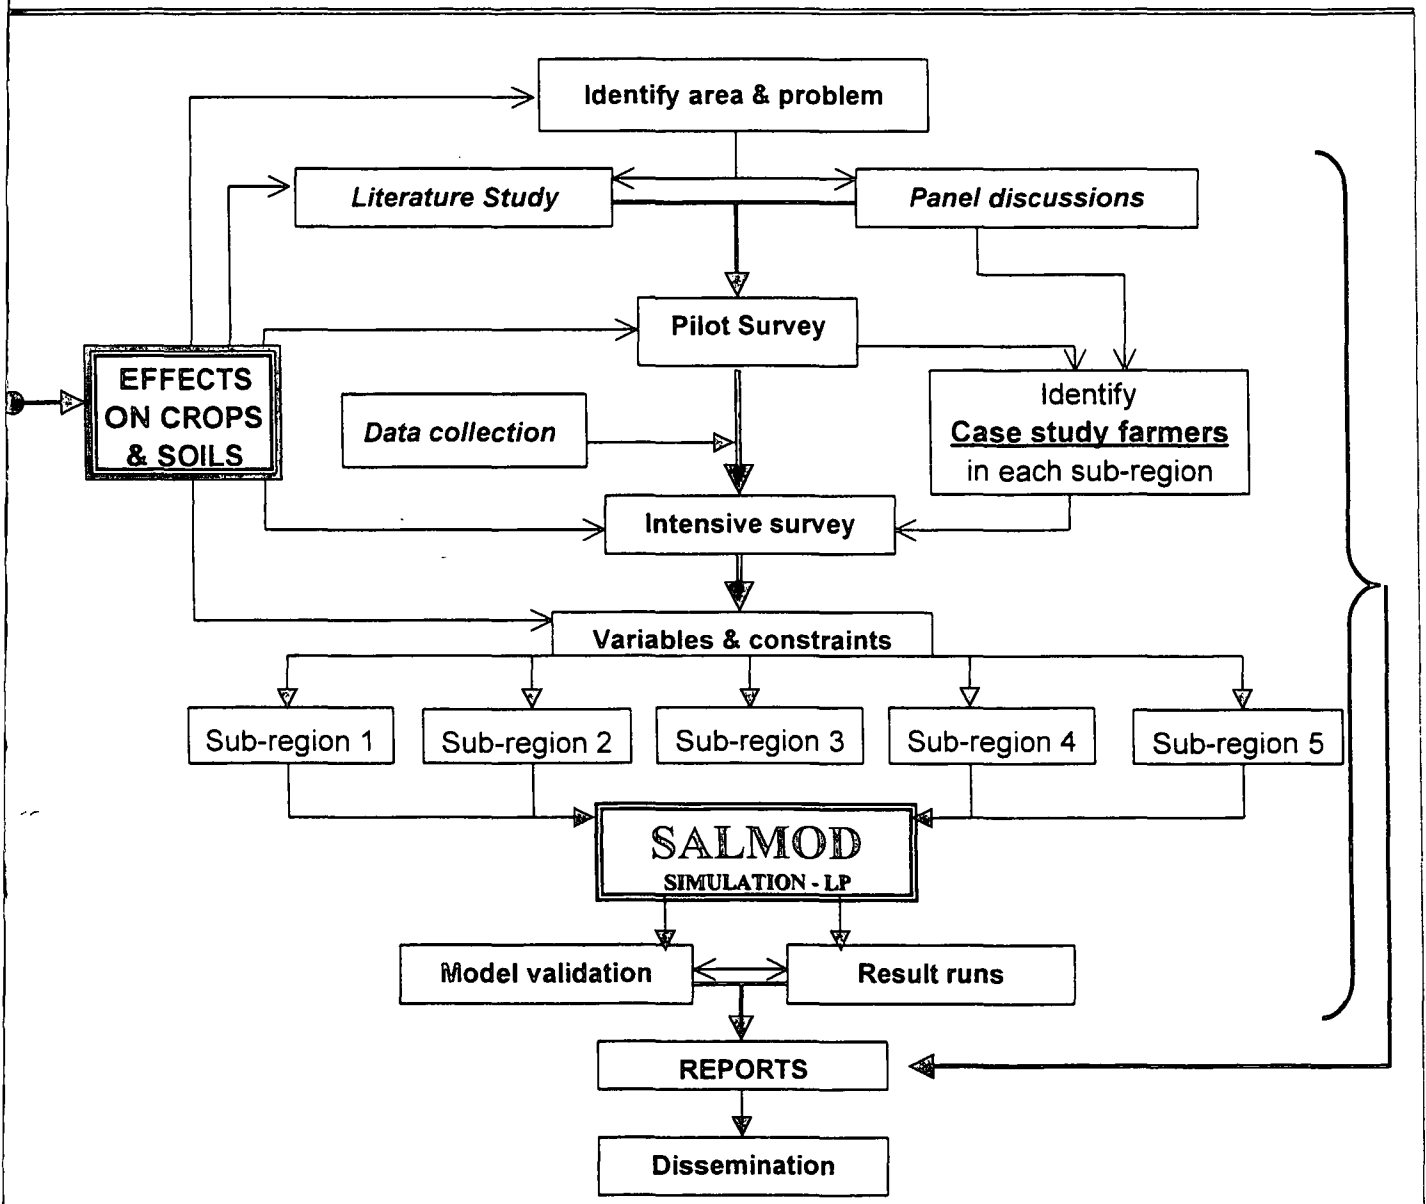 Identify area & problem
Literature Study
Panel discussions
Pilot Survey
EFFECTS
ON CROPS
& SOILS
Data collection
Identify
Case study farmers
in each sub-region
Intensive survey
Variables & constraints
Sub-region 1
Sub-region 2
Sub-region 3
Sub-region 4
Sub-region 5
SALMOD
SIMULATION - LP
Model validation
Result runs
REPORTS
Dissemination